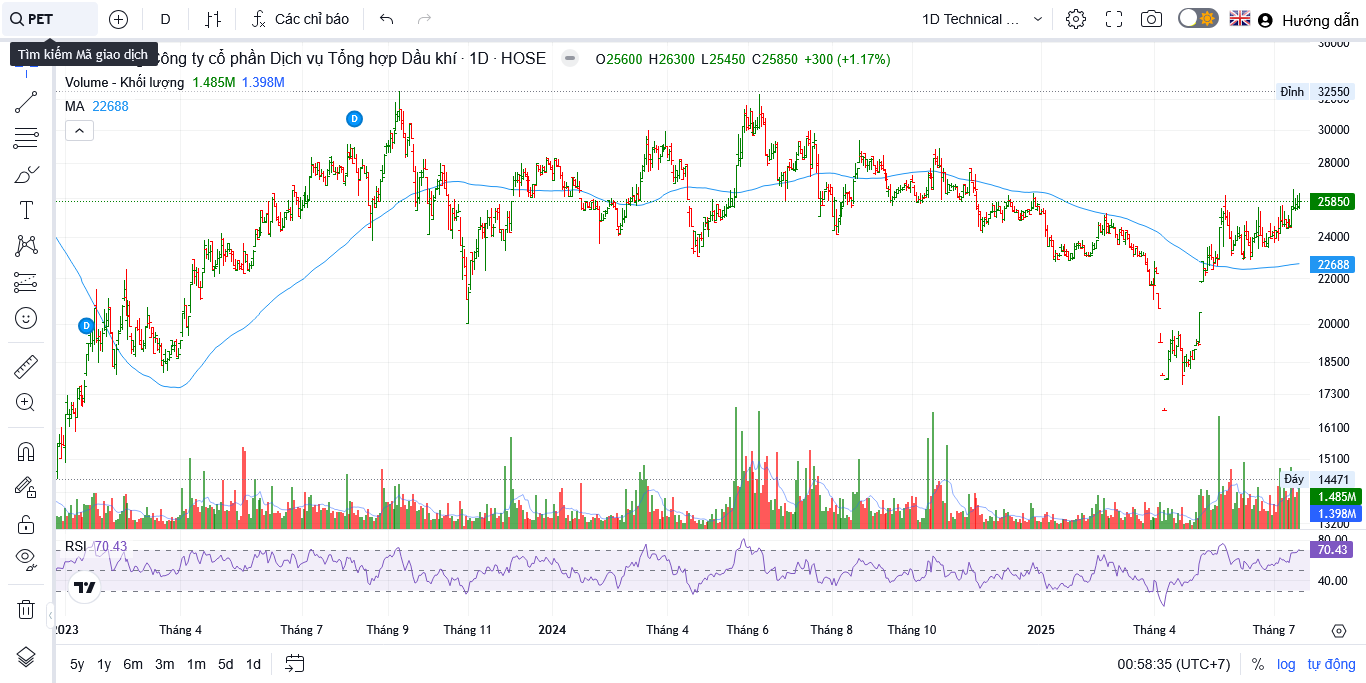 PET
D
Các chỉ báo
1D Technical ...
Hướng dẫn
Tìm kiếm Mã giao dịch
Công ty cổ phần Dịch vụ Tổng hợp Dầu khí · 1D · HOSE
O25600 H26300 L25450 C25850 +300 (+1.17%)
Volume - Khối lượng 1.485M 1.398M
MA 22688
D
D
36000
Đỉnh 32550
32000
30000
28000
25850
24000
22688
22000
20000
18500
17300
16100
15100
Đáy 14471
1.485M
1.398M
13200
RSI 70.43
80.00
70.43
40.00
2023
Tháng 4
Tháng 7
Tháng 9
Tháng 11
2024
Tháng 4
Tháng 6
Tháng 8
Tháng 10
2025
Tháng 4
Tháng 7
5y 1y 6m 3m 1m 5d 1d
00:58:35 (UTC+7)
% log tự động